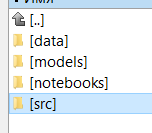 [..]
[data]
[models]
[notebooks]
[src]